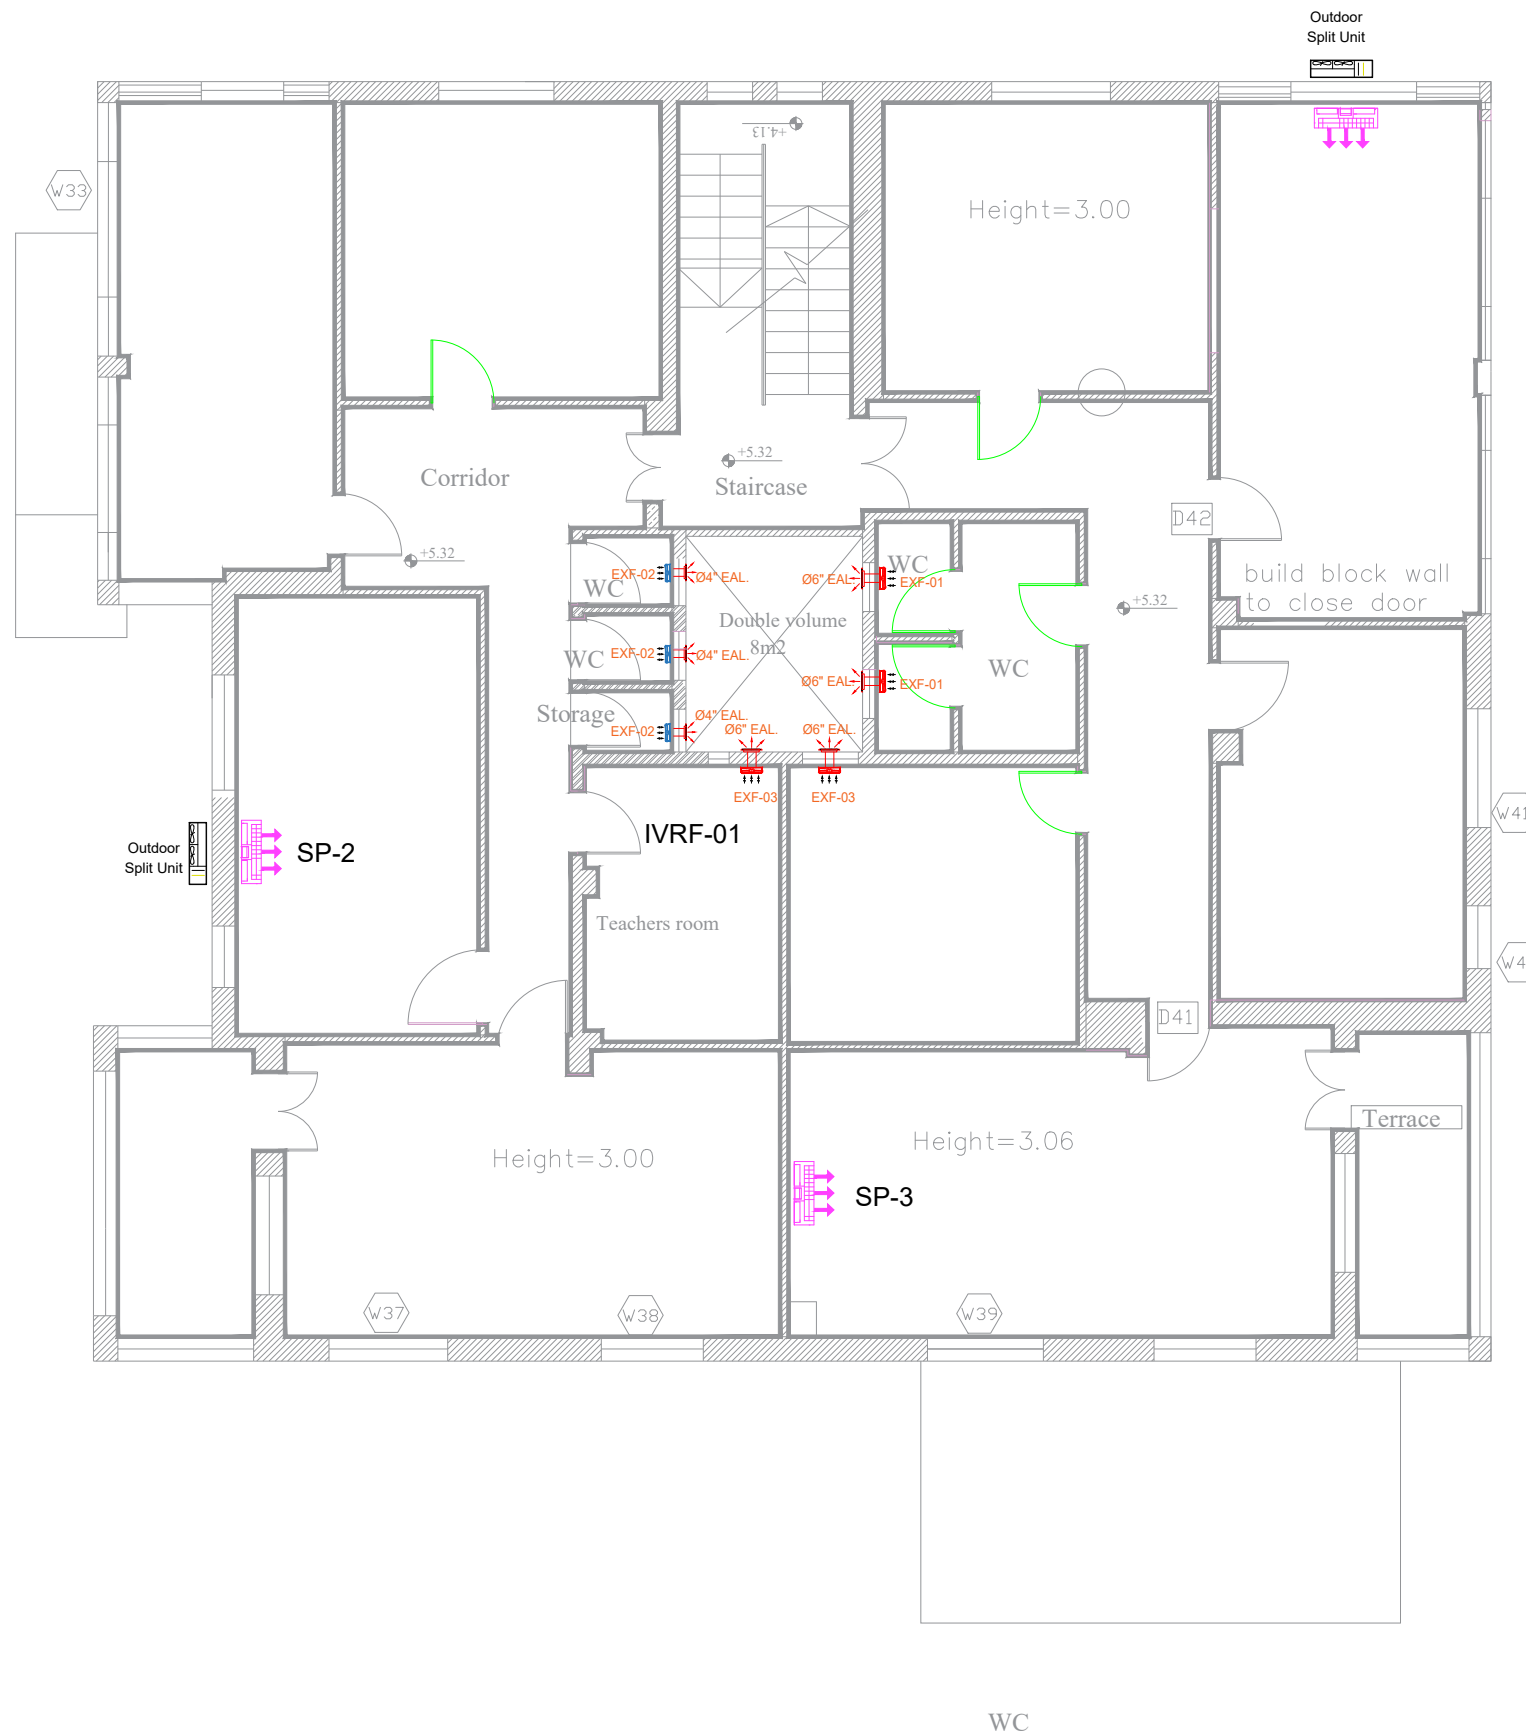 Outdoor
Split Unit
+4.13
W33
Height=3.00
+5.32
Corridor
Staircase
D42
+5.32
WC
EXF-02
Ø4" EAL.
Ø6" EAL.
WC
EXF-01
build block wall
to close door
+5.32
Double volume
8m2
WC
EXF-02
Ø4" EAL.
Ø6" EAL.
EXF-01
WC
Storage
EXF-02
Ø4" EAL.
Ø6" EAL.
Ø6" EAL.
EXF-03
EXF-03
W41
IVRF-01
Outdoor
Split Unit
SP-2
Teachers room
W4
D41
Terrace
Height=3.00
Height=3.06
SP-3
W37
W38
W39
WC